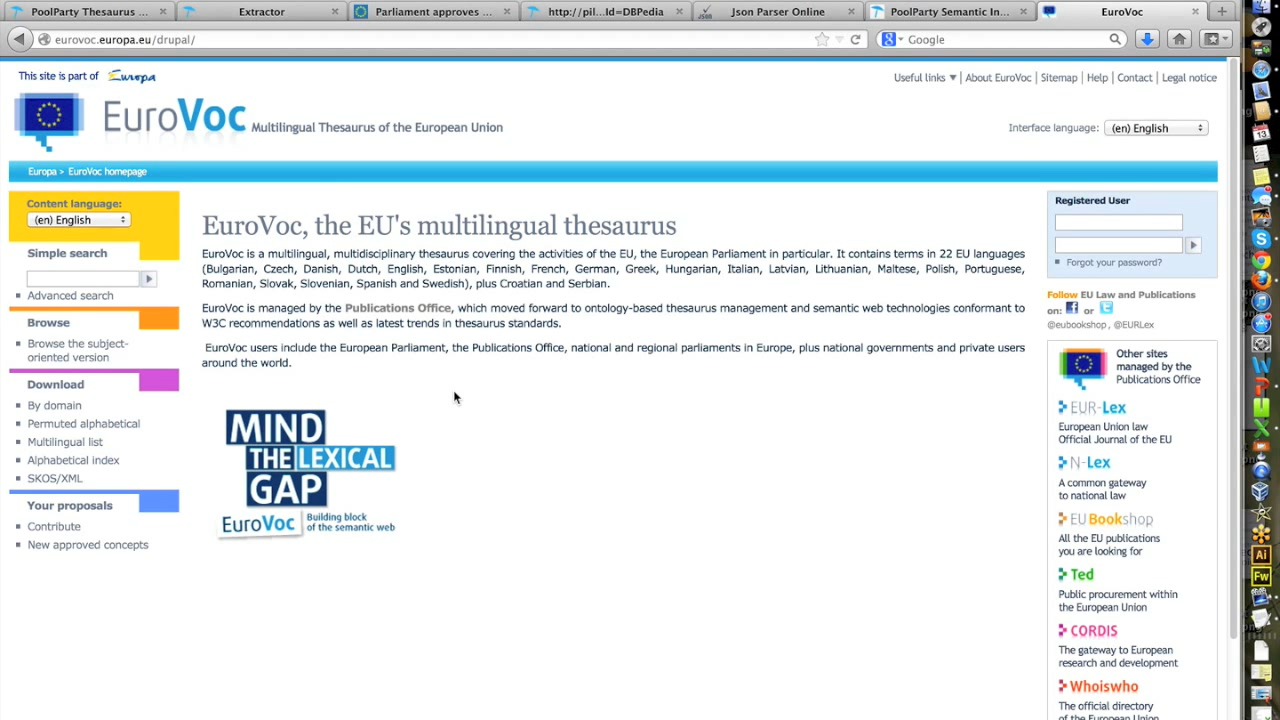 PoolParty Thesaurus ...
Extractor
Parliament approves ...
http://pil...Id=DBPedia
Json Parser Online
PoolParty Semantic In...
EuroVoc
eurovoc.europa.eu/drupal/
Google
This site is part of Europa
Useful links | About EuroVoc | Sitemap | Help | Contact | Legal notice
EuroVoc Multilingual Thesaurus of the European Union
Interface language: (en) English
Europa > EuroVoc homepage
Content language:
(en) English
Simple search
Advanced search
Browse
Browse the subject-
oriented version
Download
By domain
Permuted alphabetical
Multilingual list
Alphabetical index
SKOS/XML
Your proposals
Contribute
New approved concepts
EuroVoc, the EU's multilingual thesaurus
EuroVoc is a multilingual, multidisciplinary thesaurus covering the activities of the EU, the European Parliament in particular. It contains terms in 22 EU languages
(Bulgarian, Czech, Danish, Dutch, English, Estonian, Finnish, French, German, Greek, Hungarian, Italian, Latvian, Lithuanian, Maltese, Polish, Portuguese,
Romanian, Slovak, Slovenian, Spanish and Swedish), plus Croatian and Serbian.
EuroVoc is managed by the Publications Office, which moved forward to ontology-based thesaurus management and semantic web technologies conformant to
W3C recommendations as well as latest trends in thesaurus standards.
EuroVoc users include the European Parliament, the Publications Office, national and regional parliaments in Europe, plus national governments and private users
around the world.
MIND
THE LEXICAL
GAP
EuroVoc Building block
of the semantic web
Registered User
Forgot your password?
Follow EU Law and Publications
on: or
@eubookshop , @EURLex
Other sites
managed by the
Publications Office
EUR-Lex
European Union law
Official Journal of the EU
N-Lex
A common gateway
to national law
EU Bookshop
All the EU publications
you are looking for
Ted
Public procurement within
the European Union
CORDIS
The gateway to European
research and development
Whoiswho
The official directory
of the European Union
13
Ai
Fw